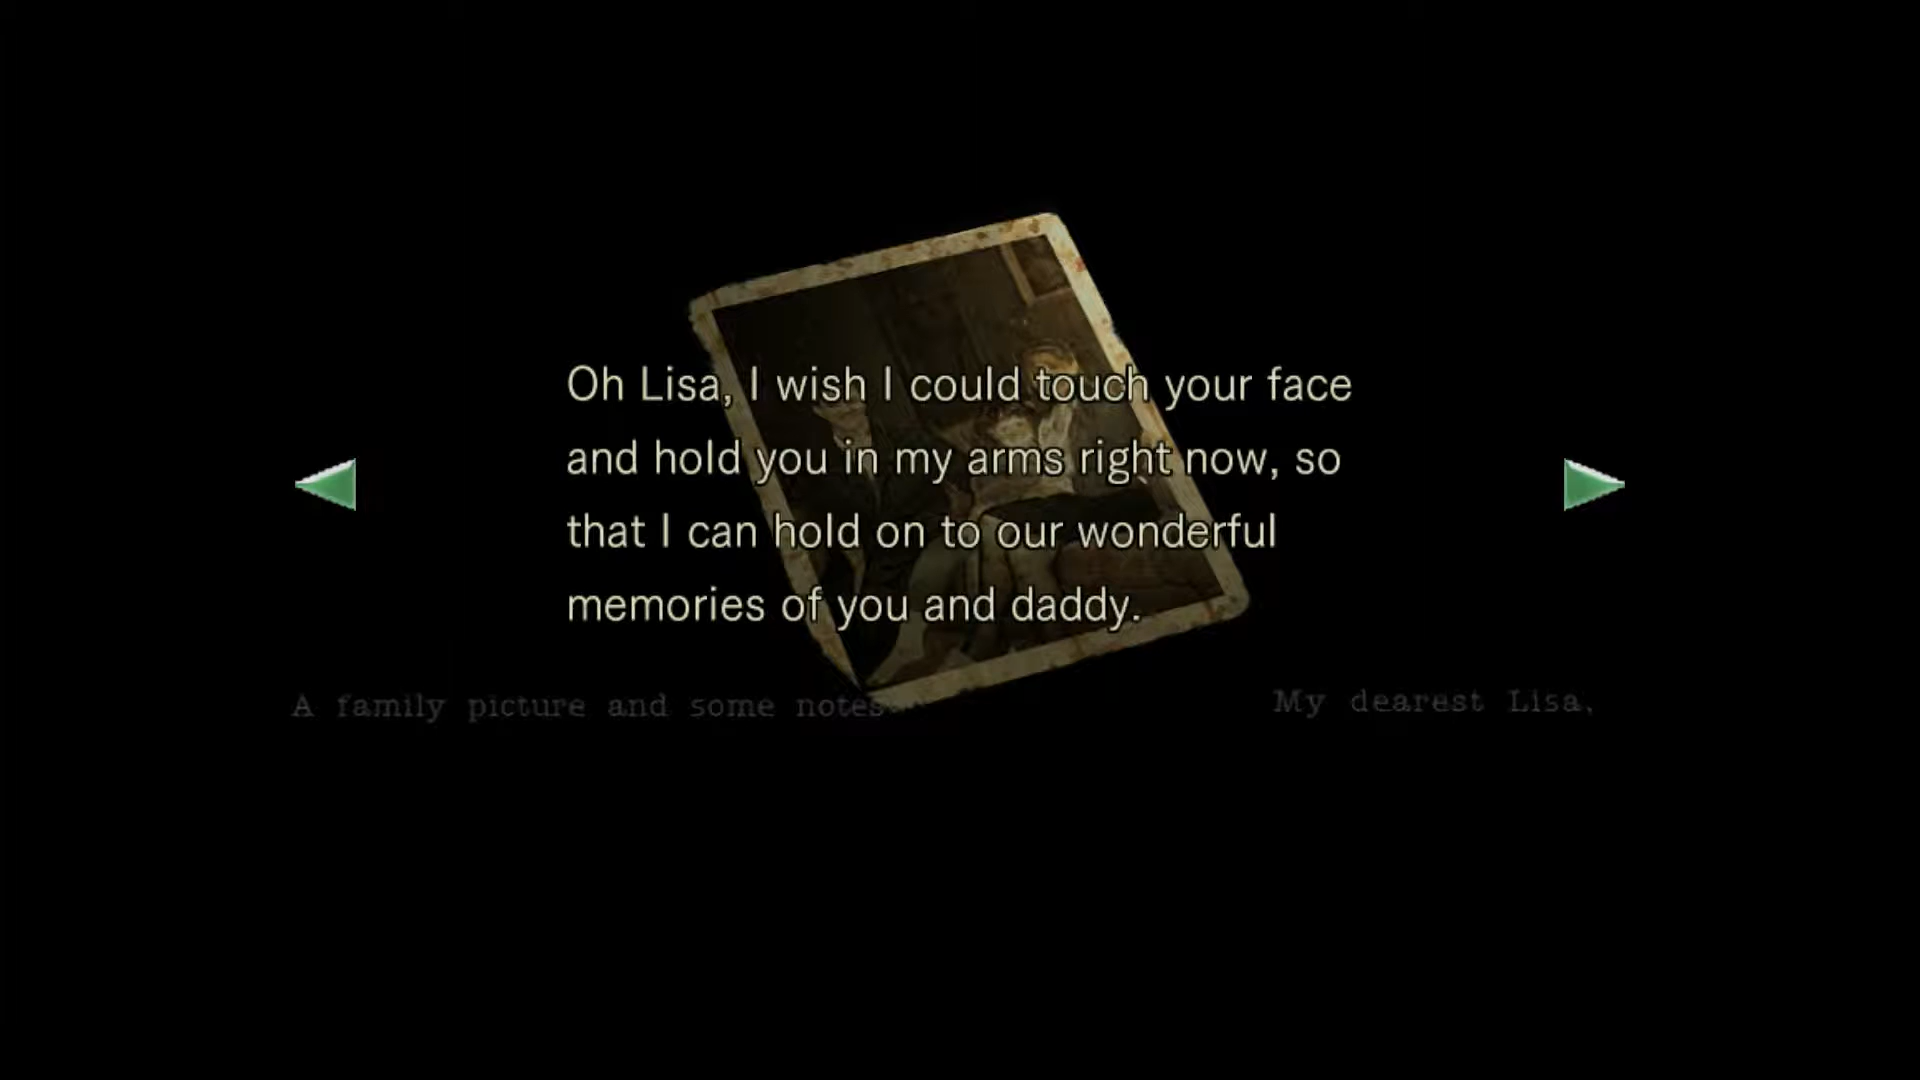 Oh Lisa, I wish I could touch your face
and hold you in my arms right now, so
that I can hold on to our wonderful
memories of you and daddy.
A family picture and some notes
My dearest Lisa,